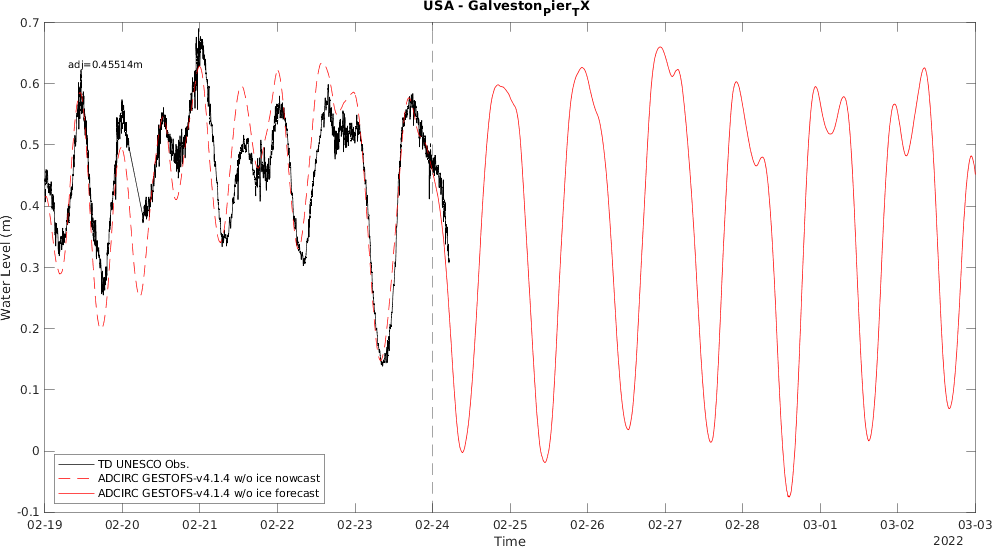 USA - GalvestonPierTX
0.7
0.6
0.5
0.4
0.3
0.2
0.1
0
-0.1
Water Level (m)
adj=0.45514m
TD UNESCO Obs.
ADCIRC GESTOFS-v4.1.4 w/o ice nowcast
ADCIRC GESTOFS-v4.1.4 w/o ice forecast
02-19 02-20 02-21 02-22 02-23 02-24 02-25 02-26 02-27 02-28 03-01 03-02 03-03
Time
2022